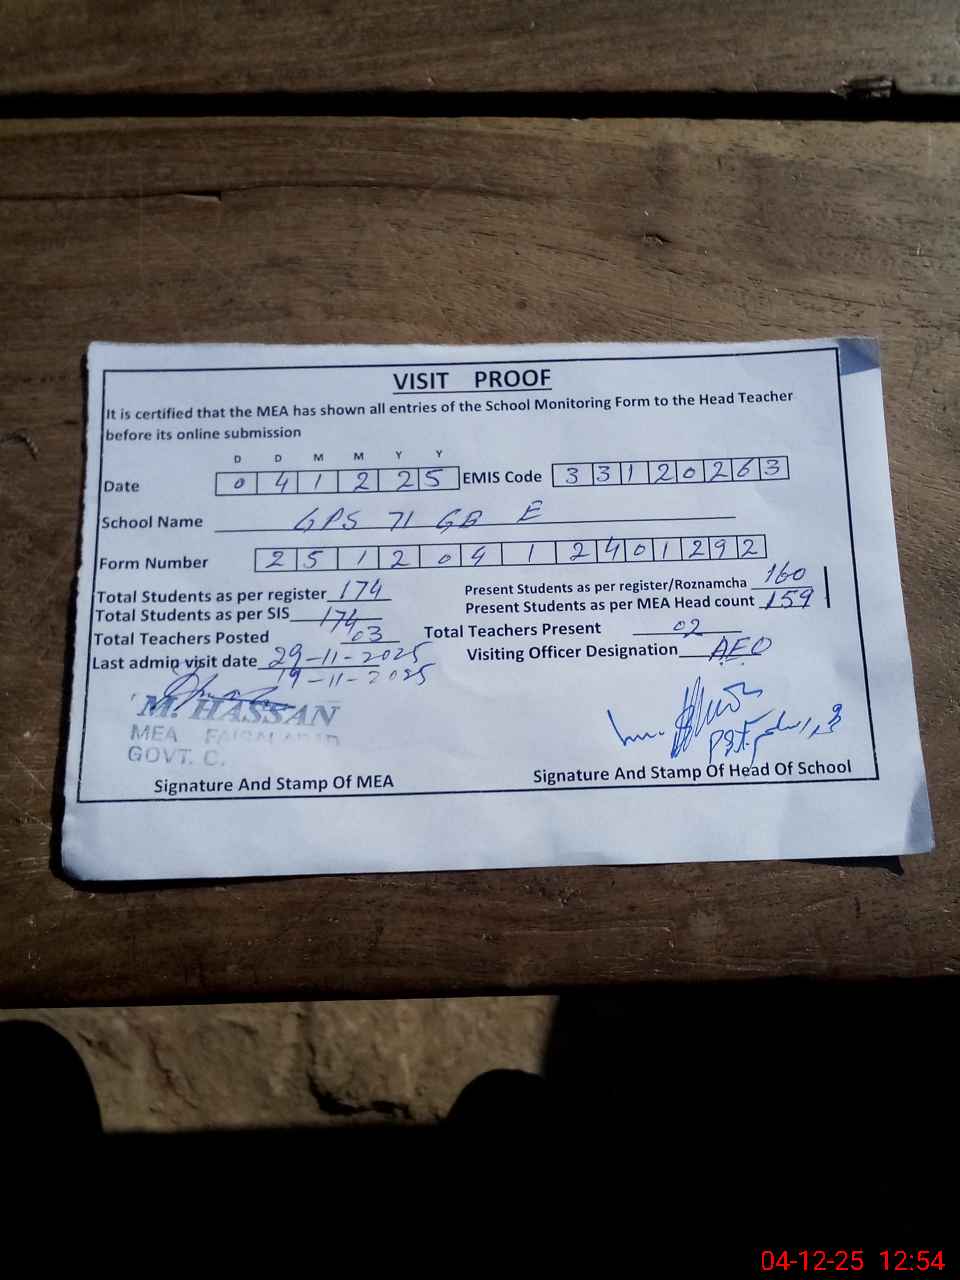 VISIT PROOF
It is certified that the MEA has shown all entries of the School Monitoring Form to the Head Teacher
before its online submission
D D M M Y Y
Date 0 4 1 2 2 5 EMIS Code 3 3 1 2 0 2 6 3
School Name GPS 71 GB E
Form Number 2 5 1 2 0 4 1 2 4 0 1 2 9 2
Total Students as per register 174 Present Students as per register/Roznamcha 160
Total Students as per SIS 174 Present Students as per MEA Head count 159
Total Teachers Posted 03 Total Teachers Present 02
Last admin visit date 29-11-2025 Visiting Officer Designation AEO
19-11-2025
M. HASSAN
MEA FAISALABAD
GOVT. C.
PST
Signature And Stamp Of MEA Signature And Stamp Of Head Of School
04-12-25 12:54